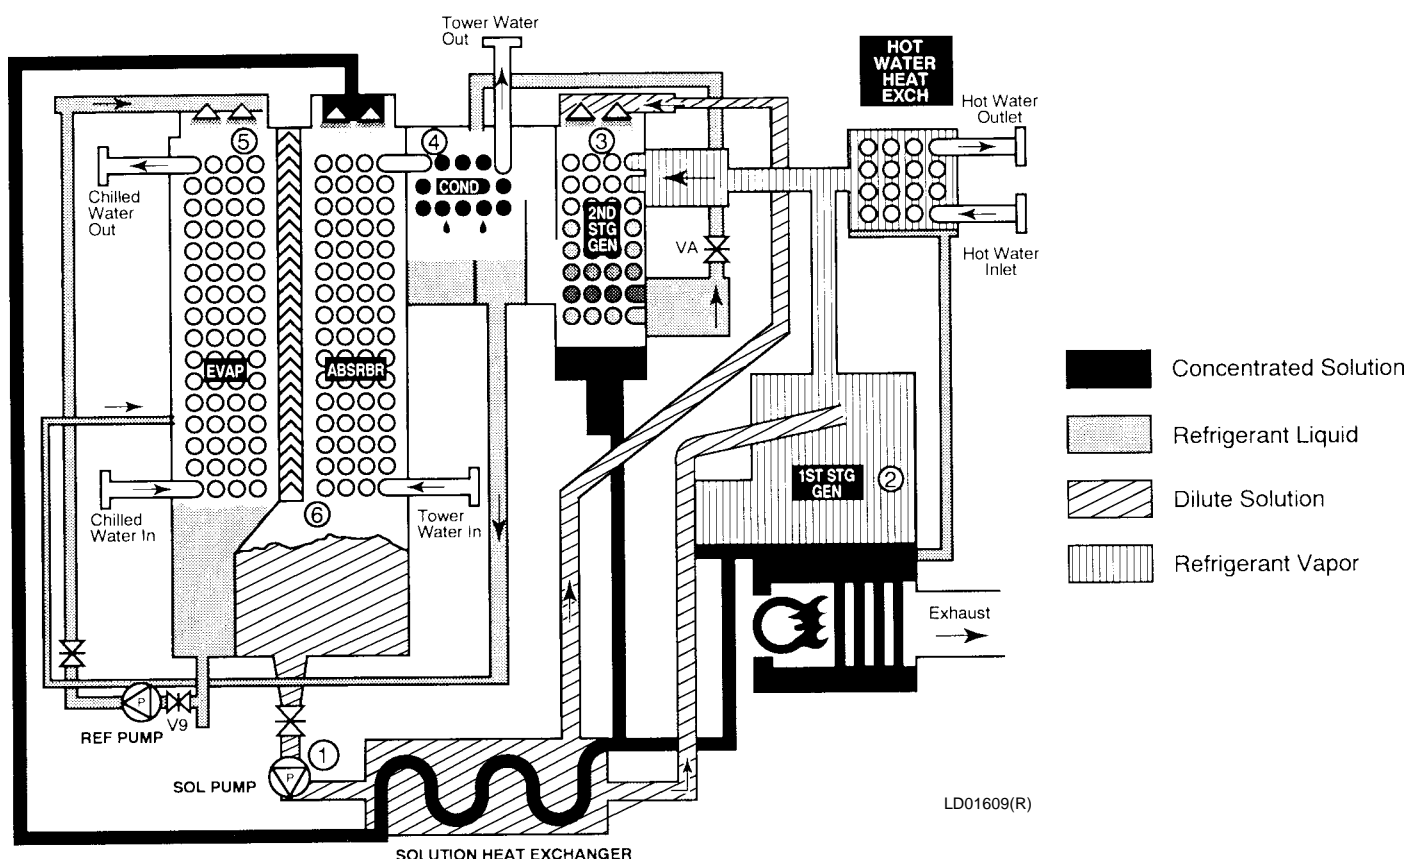 Tower Water
Out
HOT
WATER
HEAT
EXCH
Hot Water
Outlet
5
4
3
COND
Chilled
Water
Out
2ND
STG
GEN
VA
Hot Water
Inlet
EVAP
ABSRBR
Concentrated Solution
Refrigerant Liquid
1ST STG
GEN
2
Dilute Solution
Chilled
Water In
6
Tower
Water In
Refrigerant Vapor
Exhaust
P
V9
REF PUMP
1
P
SOL PUMP
LD01609(R)
SOLUTION HEAT EXCHANGER